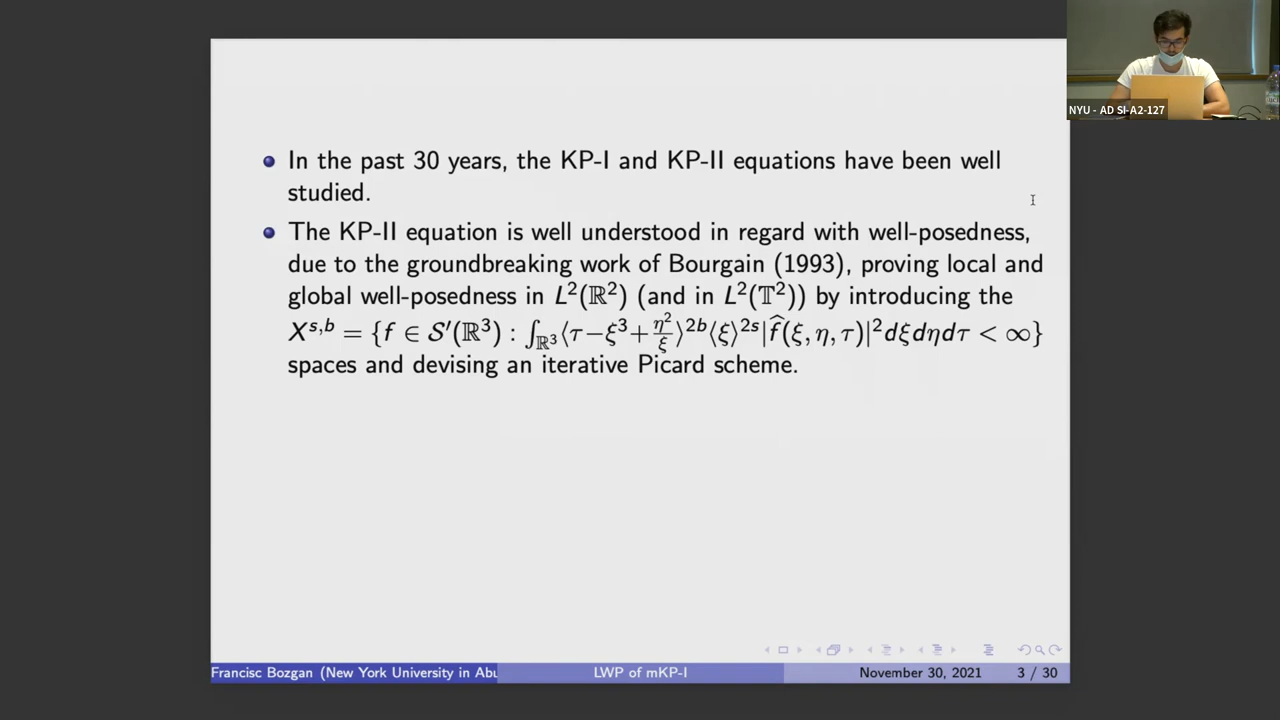 NYU - AD SI-A2-127
In the past 30 years, the KP-I and KP-II equations have been well
studied.
The KP-II equation is well understood in regard with well-posedness,
due to the groundbreaking work of Bourgain (1993), proving local and
global well-posedness in L²(ℝ²) (and in L²(𝕋²)) by introducing the
X^{s,b} = {f ∈ 𝒮′(ℝ³) : ∫_{ℝ³}⟨τ−ξ³+η²/ξ⟩^{2b}⟨ξ⟩^{2s}|f̂(ξ, η, τ)|²dξdηdτ < ∞}
spaces and devising an iterative Picard scheme.
Francisc Bozgan (New York University in Abu
LWP of mKP-I
November 30, 2021
3 / 30